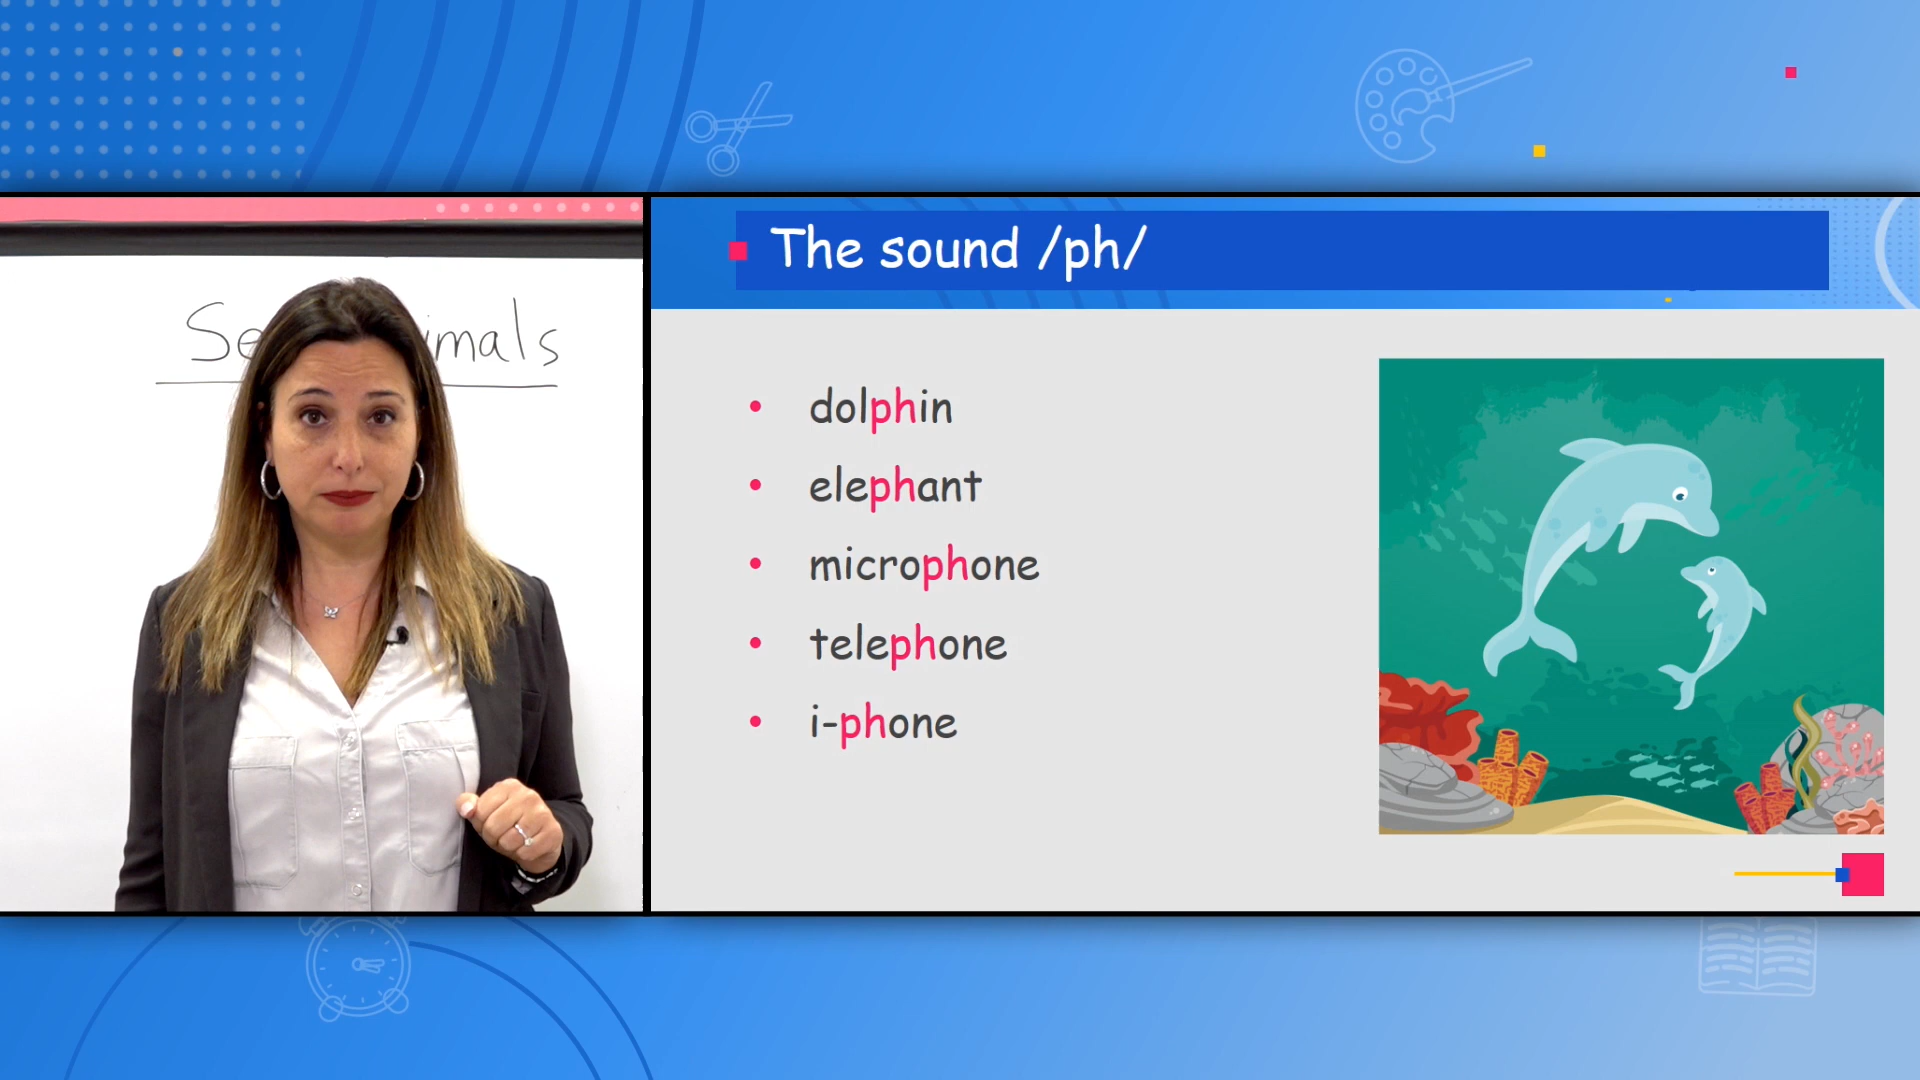 The sound /ph/
dolphin
elephant
microphone
telephone
i-phone